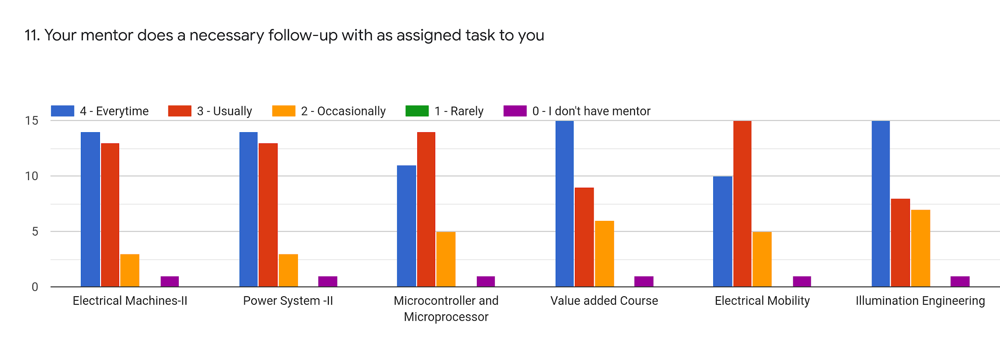 11. Your mentor does a necessary follow-up with as assigned task to you
4 - Everytime 3 - Usually 2 - Occasionally 1 - Rarely 0 - I don't have mentor
15
10
5
0
Electrical Machines-II Power System -II Microcontroller and Value added Course Electrical Mobility Illumination Engineering
Microprocessor